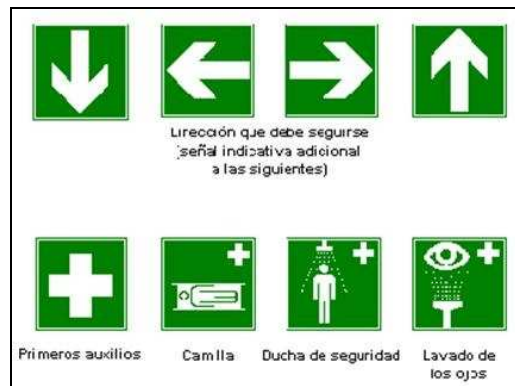 Dirección que debe seguirse
(señal indicativa adicional
a las siguientes)
Primeros auxilios
Camilla
Ducha de seguridad
Lavado de
los ojos